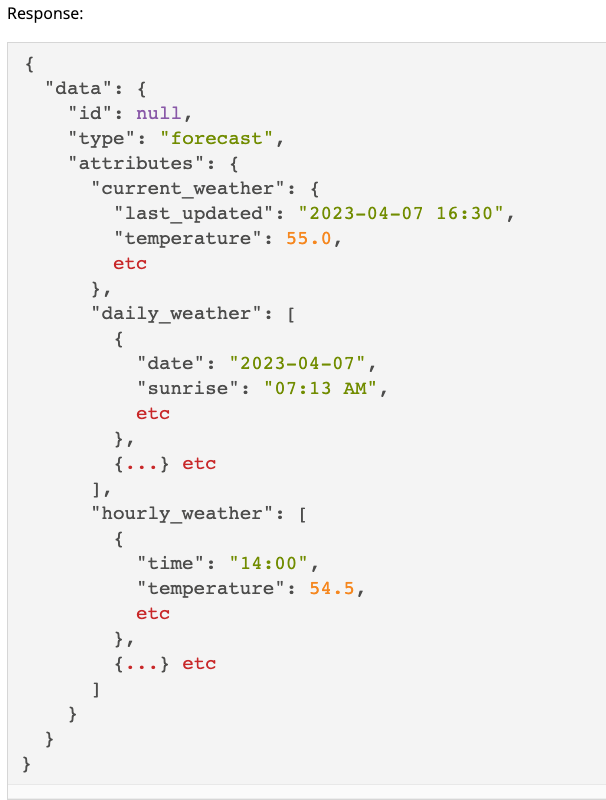 Response:
{
  "data": {
    "id": null,
    "type": "forecast",
    "attributes": {
      "current_weather": {
        "last_updated": "2023-04-07 16:30",
        "temperature": 55.0,
        etc
      },
      "daily_weather": [
        {
          "date": "2023-04-07",
          "sunrise": "07:13 AM",
          etc
        },
        {...} etc
      ],
      "hourly_weather": [
        {
          "time": "14:00",
          "temperature": 54.5,
          etc
        },
        {...} etc
      ]
    }
  }
}